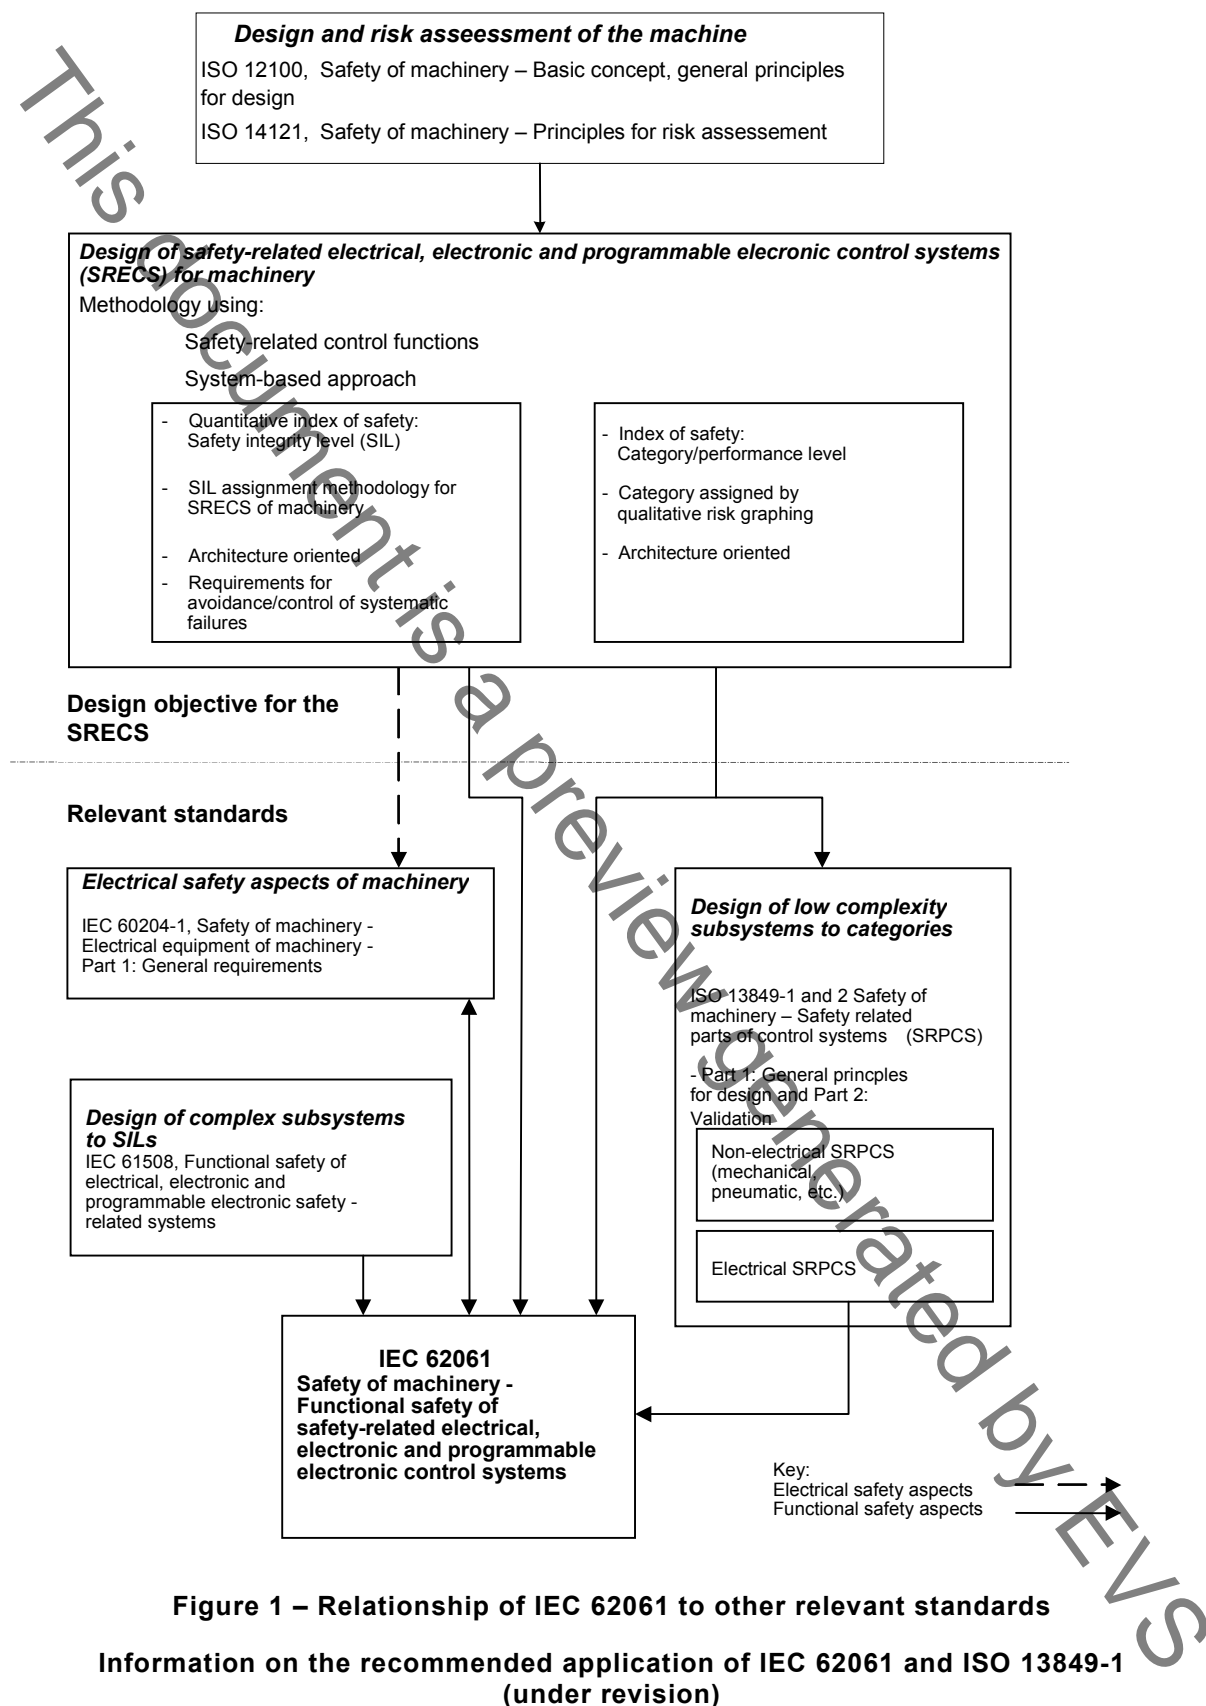 Design and risk asseessment of the machine
ISO 12100,  Safety of machinery – Basic concept, general principles
for design
ISO 14121,  Safety of machinery – Principles for risk assessement
Design of safety-related electrical, electronic and programmable elecronic control systems
(SRECS) for machinery
Methodology using:
Safety-related control functions
System-based approach
- Quantitative index of safety:
Safety integrity level (SIL)
- SIL assignment methodology for
SRECS of machinery
- Architecture oriented
- Requirements for
avoidance/control of systematic
failures
- Index of safety:
Category/performance level
- Category assigned by
qualitative risk graphing
- Architecture oriented
Design objective for the
SRECS
Relevant standards
Electrical safety aspects of machinery
IEC 60204-1, Safety of machinery -
Electrical equipment of machinery -
Part 1: General requirements
Design of low complexity
subsystems to categories
ISO 13849-1 and 2 Safety of
machinery – Safety related
parts of control systems (SRPCS)
- Part 1: General princples
for design and Part 2:
Validation
Non-electrical SRPCS
(mechanical,
pneumatic, etc.)
Electrical SRPCS
Design of complex subsystems
to SILs
IEC 61508, Functional safety of
electrical, electronic and
programmable electronic safety -
related systems
IEC 62061
Safety of machinery -
Functional safety of
safety-related electrical,
electronic and programmable
electronic control systems
Key:
Electrical safety aspects
Functional safety aspects
Figure 1 – Relationship of IEC 62061 to other relevant standards
Information on the recommended application of IEC 62061 and ISO 13849-1
(under revision)
This document is a preview generated by EVS